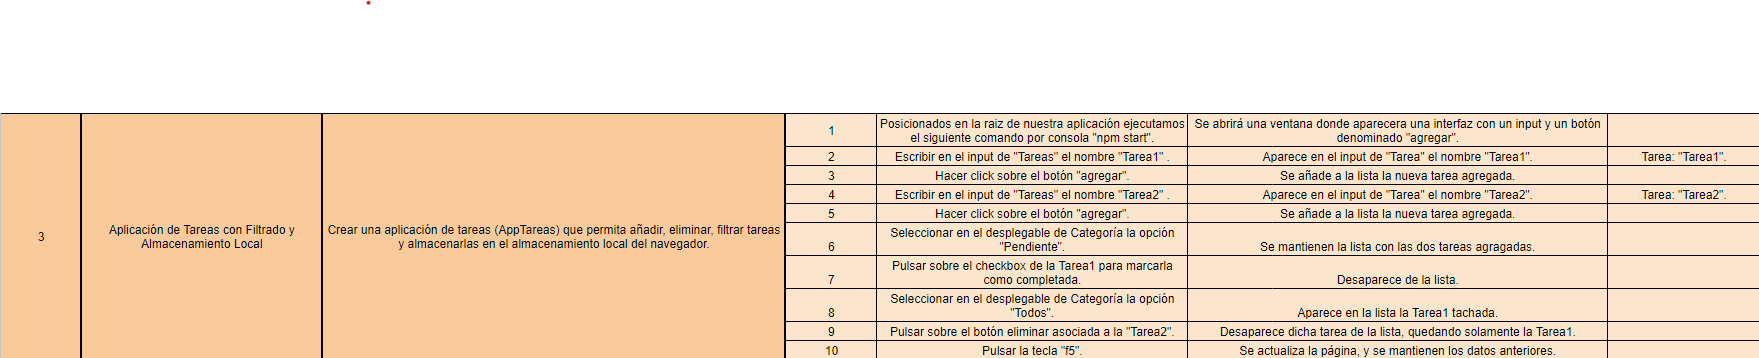 3
Aplicación de Tareas con Filtrado y
Almacenamiento Local
Crear una aplicación de tareas (AppTareas) que permita añadir, eliminar, filtrar tareas
y almacenarlas en el almacenamiento local del navegador.
1
Posicionados en la raiz de nuestra aplicación ejecutamos
el siguiente comando por consola "npm start".
Se abrirá una ventana donde aparecera una interfaz con un input y un botón
denominado "agregar".
2
Escribir en el input de "Tareas" el nombre "Tarea1" .
Aparece en el input de "Tarea" el nombre "Tarea1".
Tarea: "Tarea1".
3
Hacer click sobre el botón "agregar".
Se añade a la lista la nueva tarea agregada.
4
Escribir en el input de "Tareas" el nombre "Tarea2" .
Aparece en el input de "Tarea" el nombre "Tarea2".
Tarea: "Tarea2".
5
Hacer click sobre el botón "agregar".
Se añade a la lista la nueva tarea agregada.
6
Seleccionar en el desplegable de Categoría la opción
"Pendiente".
Se mantienen la lista con las dos tareas agragadas.
7
Pulsar sobre el checkbox de la Tarea1 para marcarla
como completada.
Desaparece de la lista.
8
Seleccionar en el desplegable de Categoría la opción
"Todos".
Aparece en la lista la Tarea1 tachada.
9
Pulsar sobre el botón eliminar asociada a la "Tarea2".
Desaparece dicha tarea de la lista, quedando solamente la Tarea1.
10
Pulsar la tecla "f5".
Se actualiza la página, y se mantienen los datos anteriores.